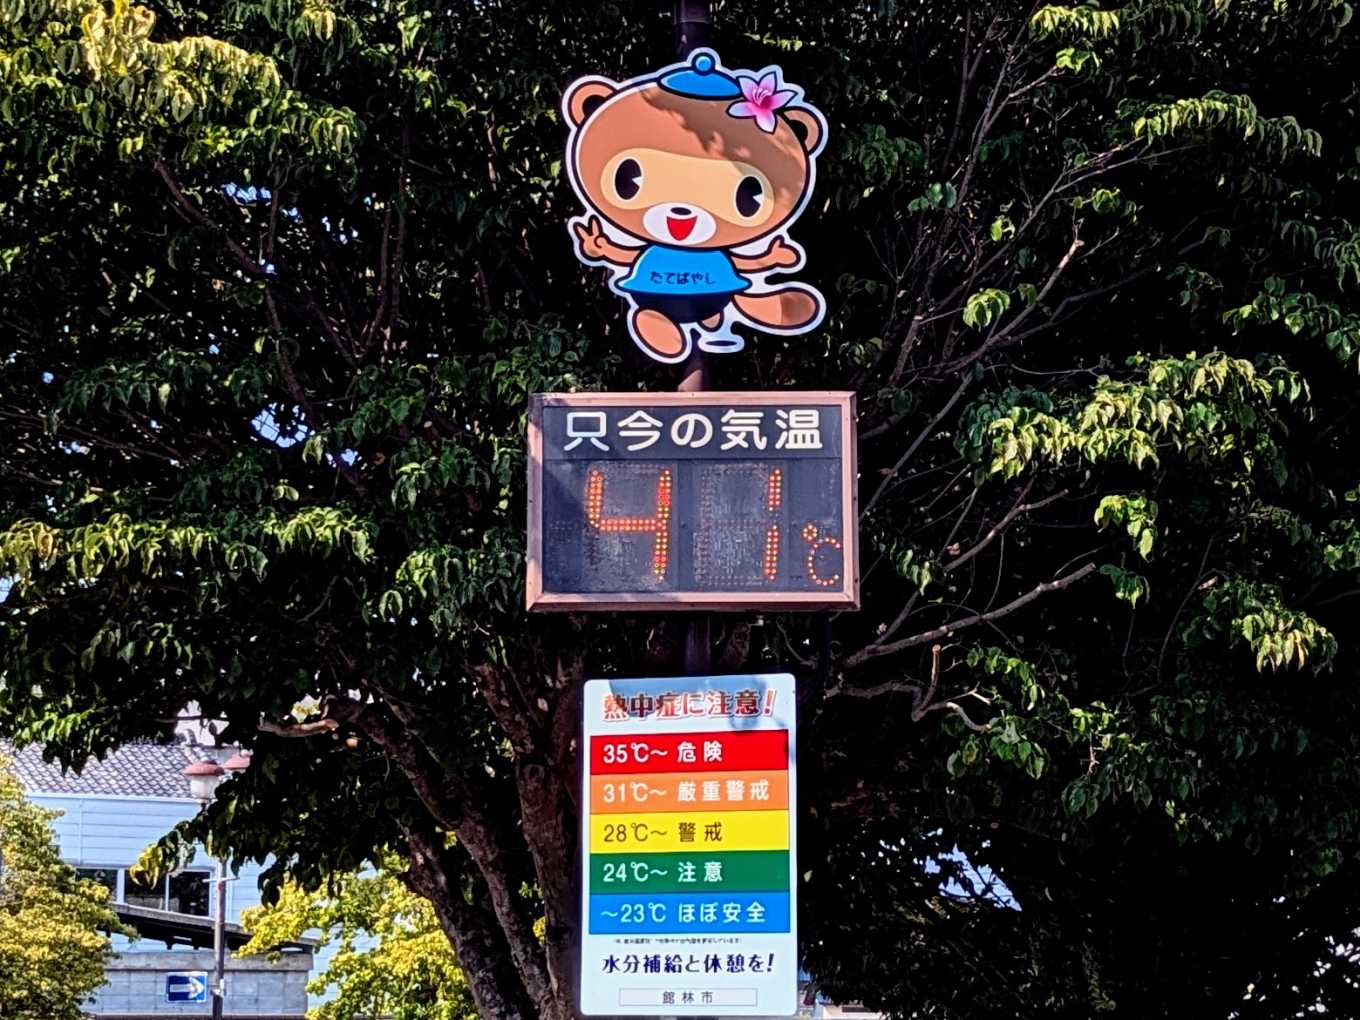 たてばやし
只今の気温
41℃
熱中症に注意!
35℃～ 危険
31℃～ 厳重警戒
28℃～ 警戒
24℃～ 注意
～23℃ ほぼ安全
水分補給と休憩を!
館林市